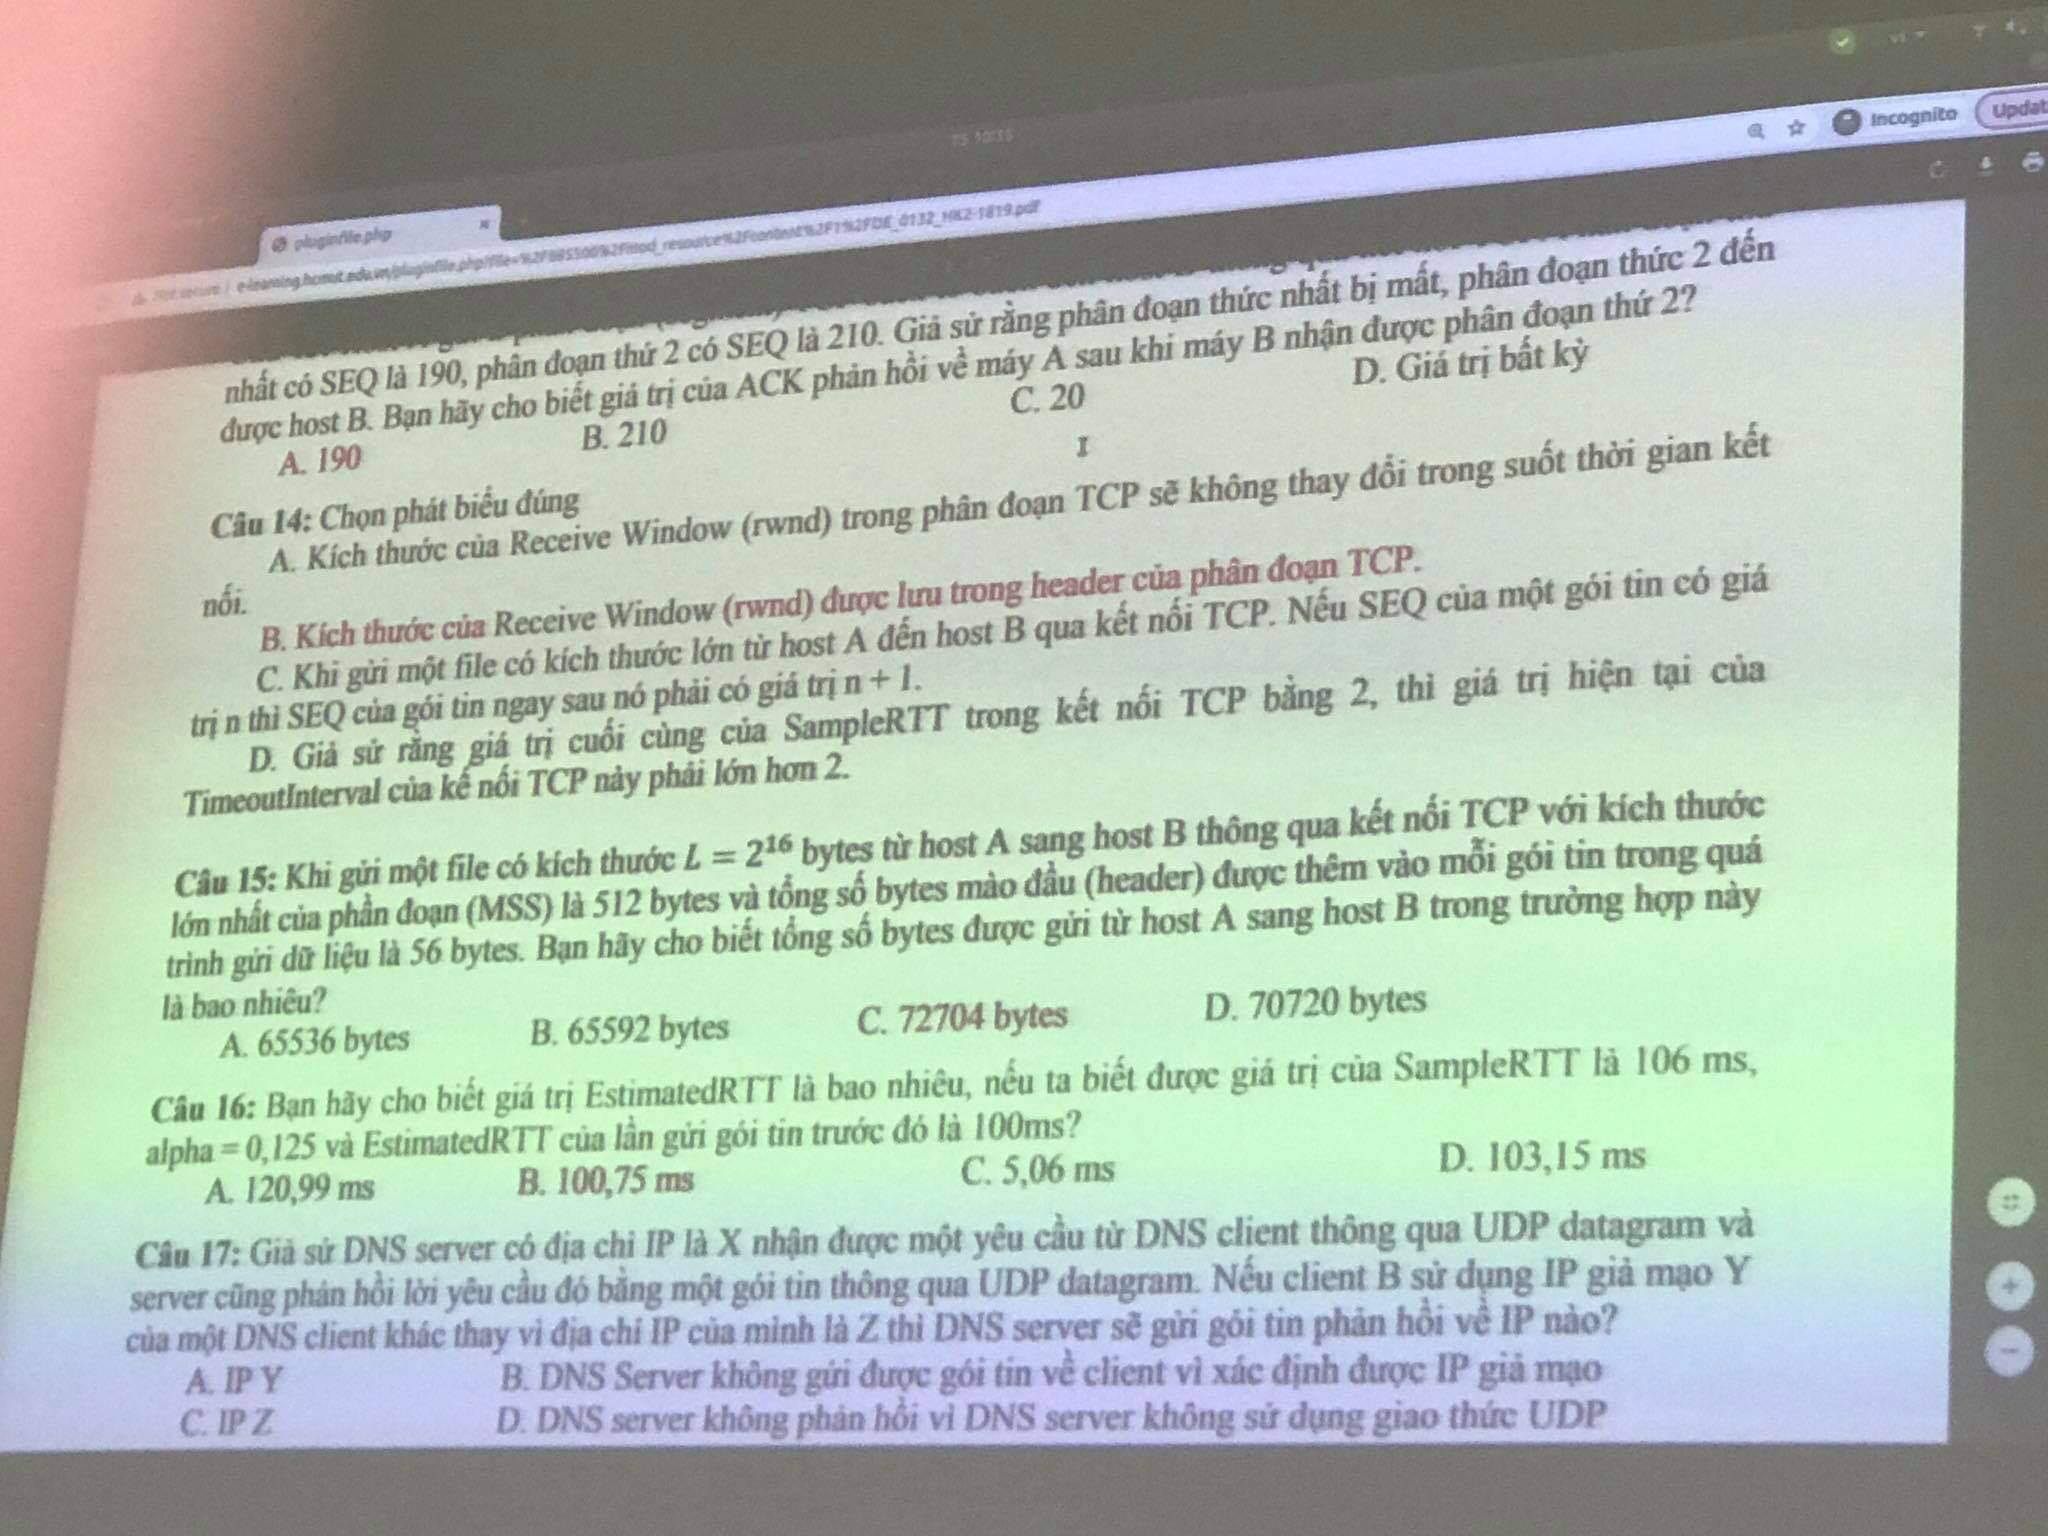 Incognito
Updat
pluginfile.php
nhất có SEQ là 190, phân đoạn thứ 2 có SEQ là 210. Giả sử rằng phân đoạn thức nhất bị mất, phân đoạn thức 2 đến
được host B. Bạn hãy cho biết giá trị của ACK phản hồi về máy A sau khi máy B nhận được phân đoạn thứ 2?
A. 190 B. 210 C. 20 D. Giá trị bất kỳ
Câu 14: Chọn phát biểu đúng
A. Kích thước của Receive Window (rwnd) trong phân đoạn TCP sẽ không thay đổi trong suốt thời gian kết
nối.
B. Kích thước của Receive Window (rwnd) được lưu trong header của phân đoạn TCP.
C. Khi gửi một file có kích thước lớn từ host A đến host B qua kết nối TCP. Nếu SEQ của một gói tin có giá
trị n thì SEQ của gói tin ngay sau nó phải có giá trị n + 1.
D. Giả sử rằng giá trị cuối cùng của SampleRTT trong kết nối TCP bằng 2, thì giá trị hiện tại của
TimeoutInterval của kế nối TCP này phải lớn hơn 2.
Câu 15: Khi gửi một file có kích thước L = 2¹⁶ bytes từ host A sang host B thông qua kết nối TCP với kích thước
lớn nhất của phần đoạn (MSS) là 512 bytes và tổng số bytes mào đầu (header) được thêm vào mỗi gói tin trong quá
trình gửi dữ liệu là 56 bytes. Bạn hãy cho biết tổng số bytes được gửi từ host A sang host B trong trường hợp này
là bao nhiêu?
A. 65536 bytes B. 65592 bytes C. 72704 bytes D. 70720 bytes
Câu 16: Bạn hãy cho biết giá trị EstimatedRTT là bao nhiêu, nếu ta biết được giá trị của SampleRTT là 106 ms,
alpha = 0,125 và EstimatedRTT của lần gửi gói tin trước đó là 100ms?
A. 120,99 ms B. 100,75 ms C. 5,06 ms D. 103,15 ms
Câu 17: Giả sử DNS server có địa chỉ IP là X nhận được một yêu cầu từ DNS client thông qua UDP datagram và
server cũng phản hồi lời yêu cầu đó bằng một gói tin thông qua UDP datagram. Nếu client B sử dụng IP giả mạo Y
của một DNS client khác thay vì địa chỉ IP của mình là Z thì DNS server sẽ gửi gói tin phản hồi về IP nào?
A. IP Y B. DNS Server không gửi được gói tin về client vì xác định được IP giả mạo
C. IP Z D. DNS server không phản hồi vì DNS server không sử dụng giao thức UDP